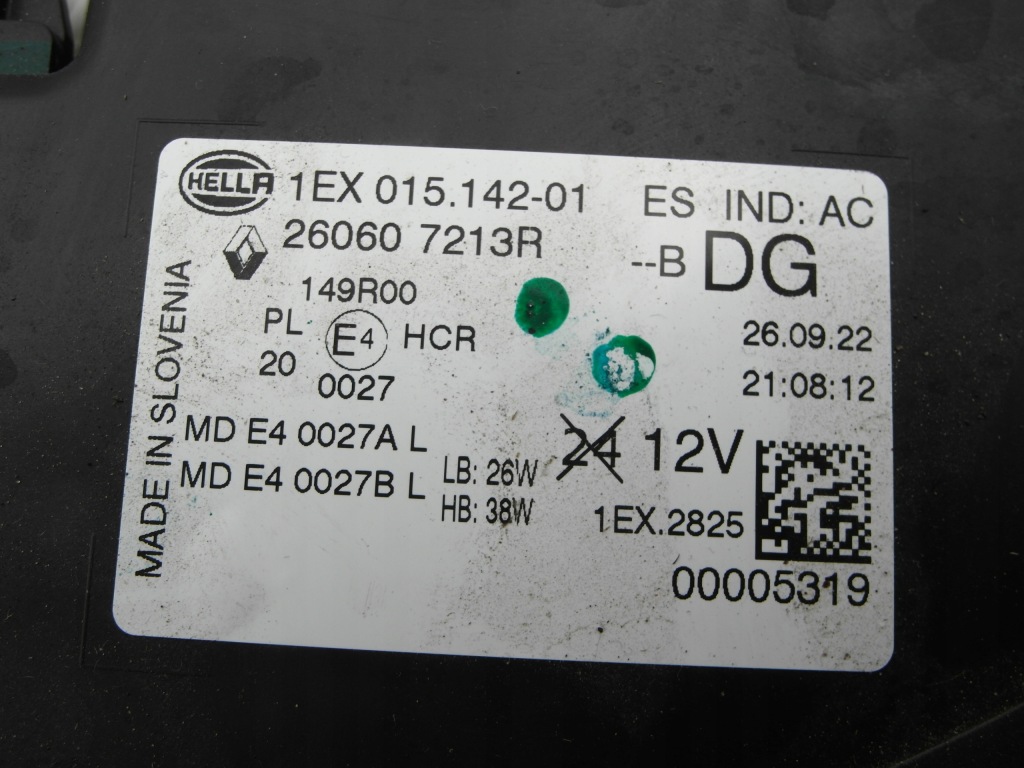 HELLA 1EX 015.142-01 ES IND: AC
26060 7213R --B DG
149R00
PL E4 HCR 26.09.22
20 0027 21:08:12
MD E4 0027A L 24 12V
MD E4 0027B L LB: 26W
HB: 38W 1EX.2825
00005319
MADE IN SLOVENIA